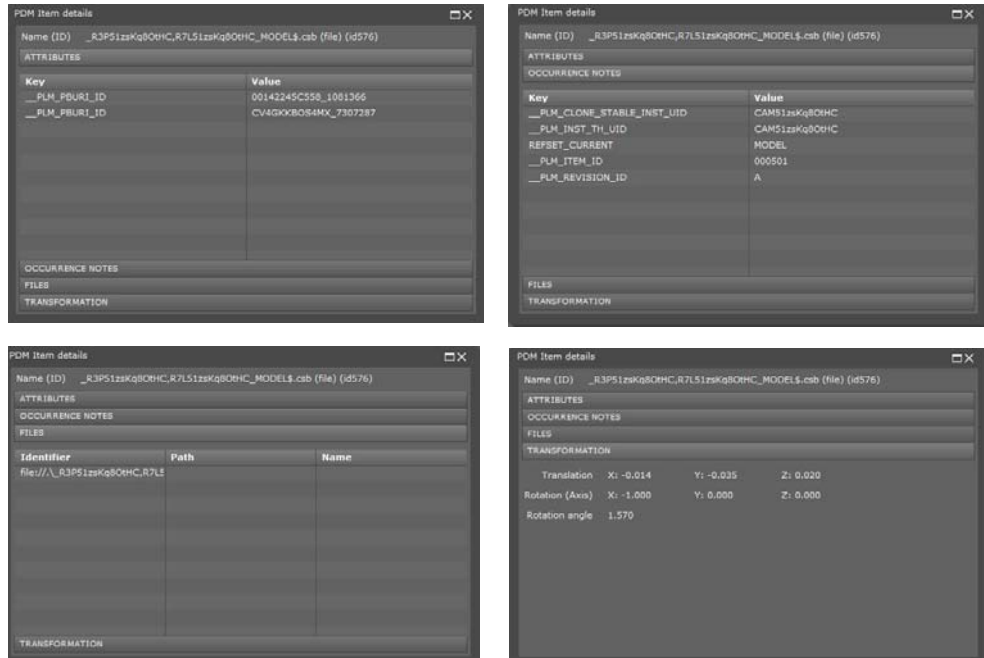 PDM Item details
Name (ID) _R3P51zsKq8OtHC,R7L51zsKq8OtHC_MODEL$.csb (file) (id576)
ATTRIBUTES
Key Value
__PLM_PBURI_ID 00142245C558_1081366
__PLM_PBURI_ID CV4GKKBOS4MX_7307287
OCCURRENCE NOTES
FILES
TRANSFORMATION
PDM Item details
Name (ID) _R3P51zsKq8OtHC,R7L51zsKq8OtHC_MODEL$.csb (file) (id576)
ATTRIBUTES
OCCURRENCE NOTES
Key Value
__PLM_CLONE_STABLE_INST_UID CAM51zsKq8OtHC
__PLM_INST_TH_UID CAM51zsKq8OtHC
REFSET_CURRENT MODEL
__PLM_ITEM_ID 000501
__PLM_REVISION_ID A
FILES
TRANSFORMATION
PDM Item details
Name (ID) _R3P51zsKq8OtHC,R7L51zsKq8OtHC_MODEL$.csb (file) (id576)
ATTRIBUTES
OCCURRENCE NOTES
FILES
Identifier Path Name
file://.\_R3P51zsKq8OtHC,R7L5
TRANSFORMATION
PDM Item details
Name (ID) _R3P51zsKq8OtHC,R7L51zsKq8OtHC_MODEL$.csb (file) (id576)
ATTRIBUTES
OCCURRENCE NOTES
FILES
TRANSFORMATION
Translation X: -0.014 Y: -0.035 Z: 0.020
Rotation (Axis) X: -1.000 Y: 0.000 Z: 0.000
Rotation angle 1.570